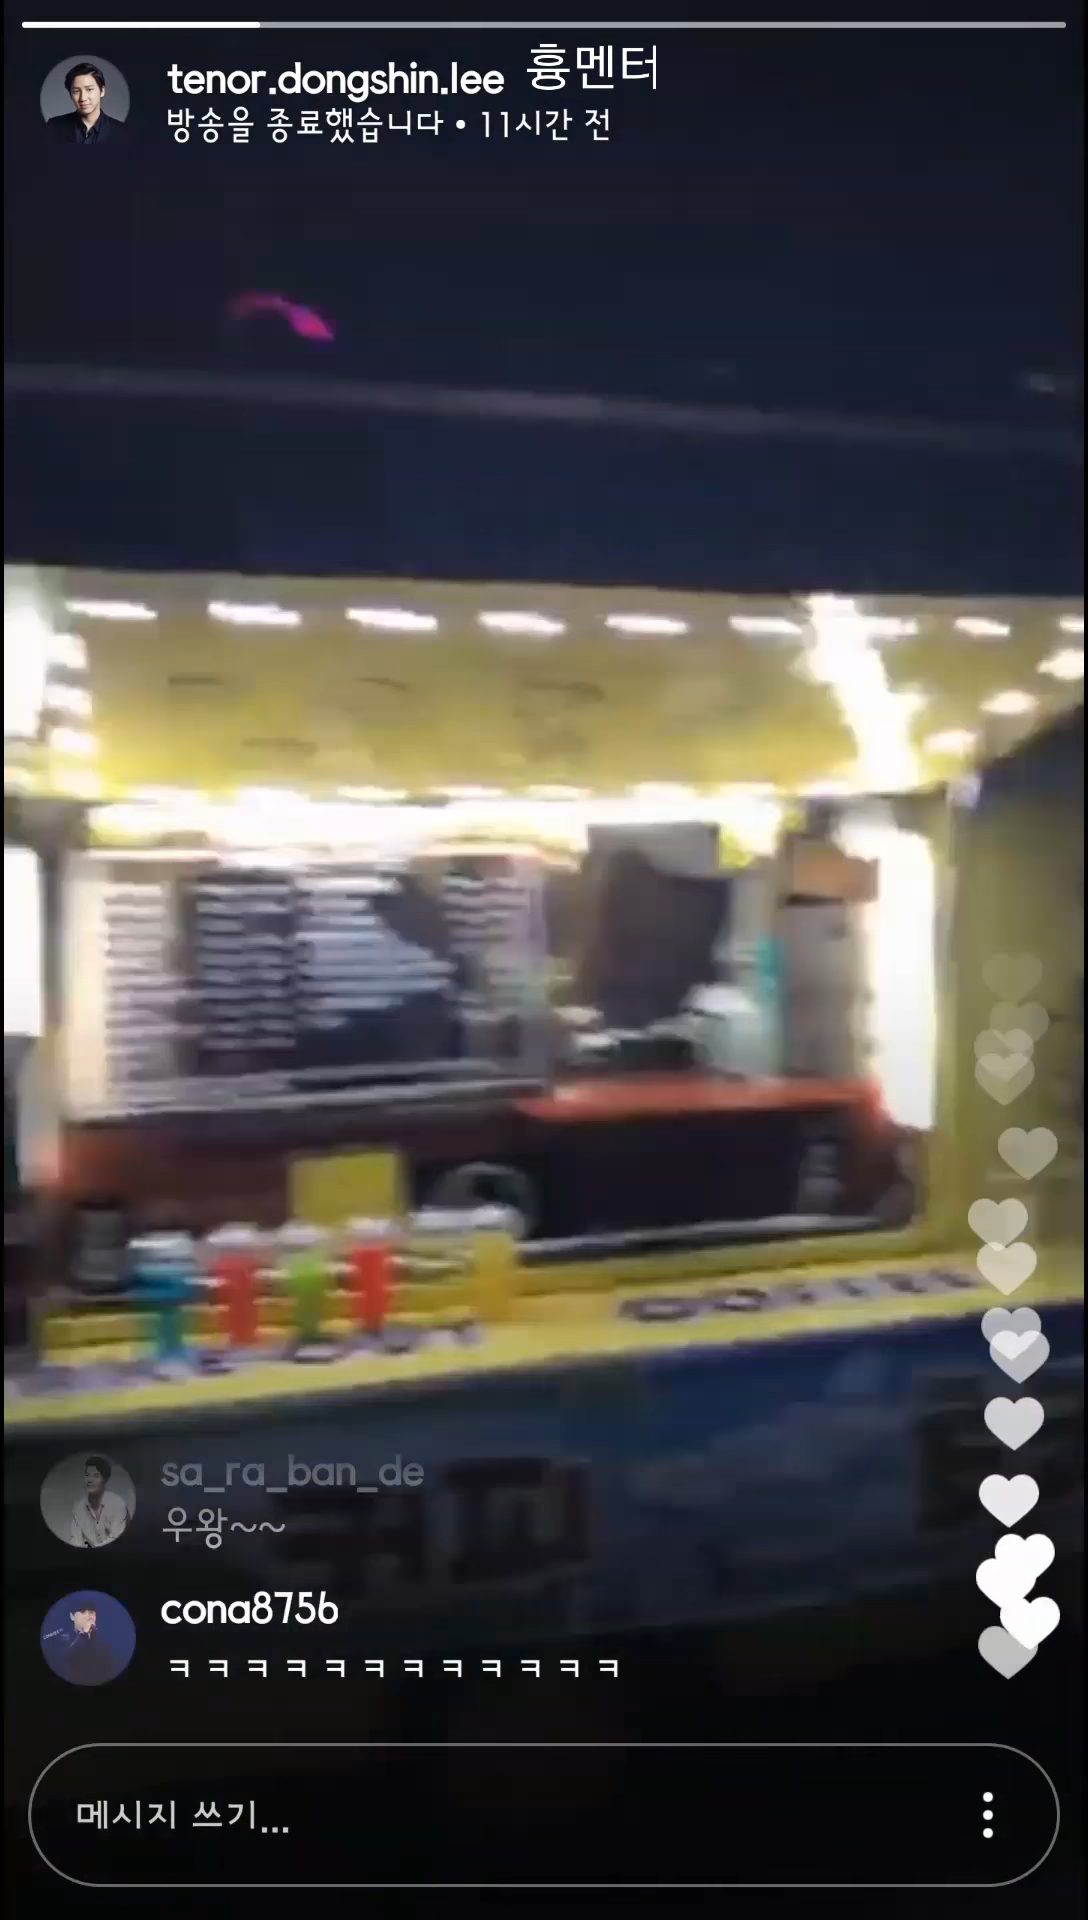 tenor.dongshin.lee 흉멘터
방송을 종료했습니다 • 11시간 전
sa_ra_ban_de
우왕~~
cona8756
ㅋㅋㅋㅋㅋㅋㅋㅋㅋㅋㅋㅋ
메시지 쓰기...